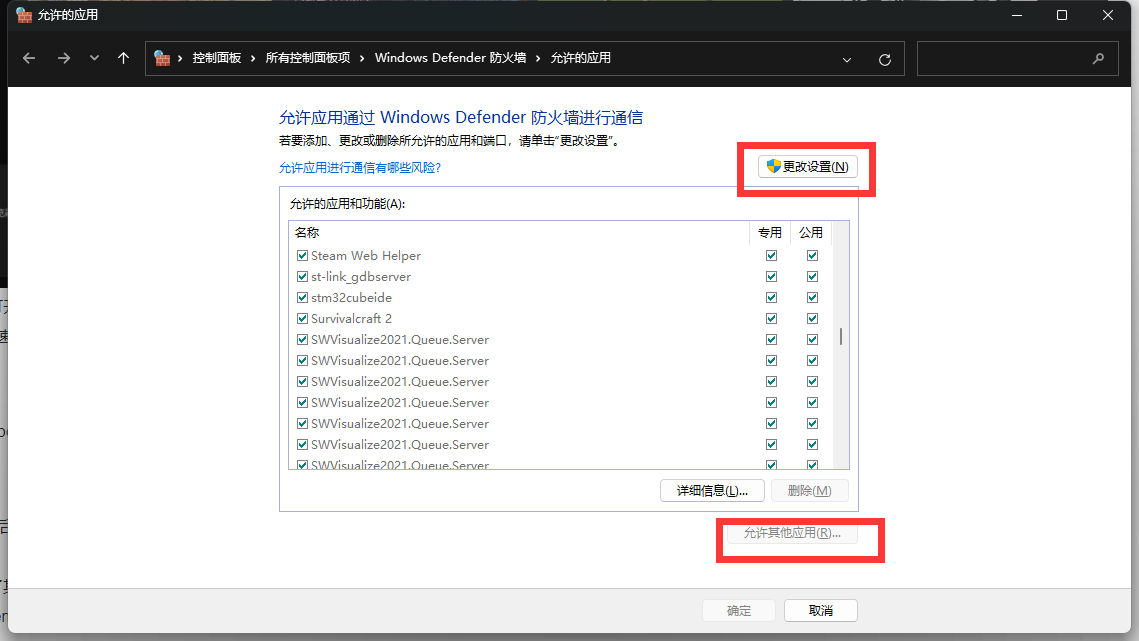 允许的应用
控制面板 › 所有控制面板项 › Windows Defender 防火墙 › 允许的应用
允许应用通过 Windows Defender 防火墙进行通信
若要添加、更改或删除所允许的应用和端口，请单击“更改设置”。
允许应用进行通信有哪些风险?
更改设置(N)
允许的应用和功能(A):
名称 专用 公用
Steam Web Helper
st-link_gdbserver
stm32cubeide
Survivalcraft 2
SWVisualize2021.Queue.Server
SWVisualize2021.Queue.Server
SWVisualize2021.Queue.Server
SWVisualize2021.Queue.Server
SWVisualize2021.Queue.Server
SWVisualize2021.Queue.Server
SWVisualize2021.Queue.Server
详细信息(L)... 删除(M)
允许其他应用(R)...
确定 取消